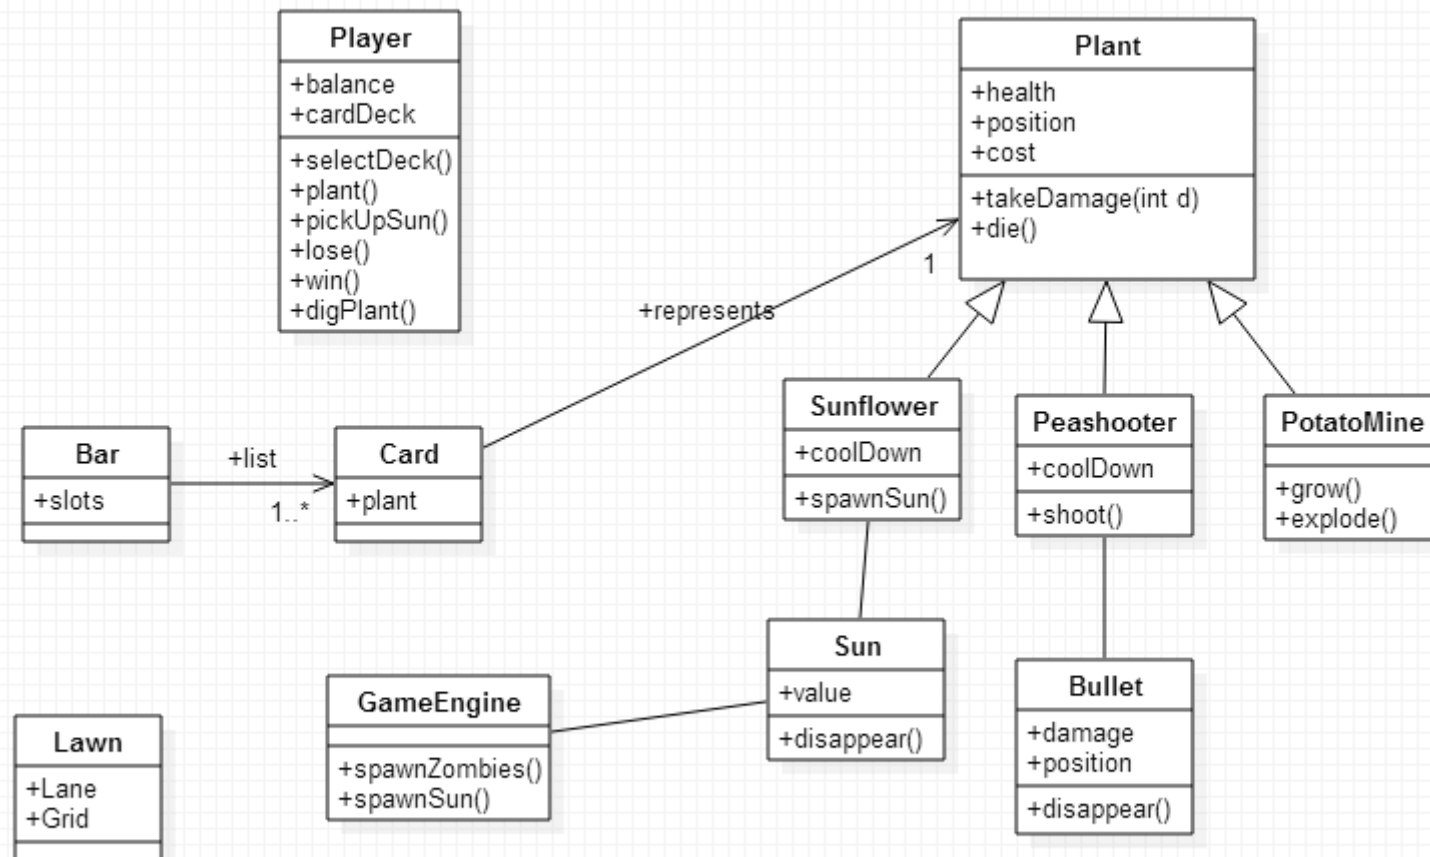 Player
+balance
+cardDeck
+selectDeck()
+plant()
+pickUpSun()
+lose()
+win()
+digPlant()
Plant
+health
+position
+cost
+takeDamage(int d)
+die()
1
+represents
Bar
+slots
+list
1..*
Card
+plant
Sunflower
+coolDown
+spawnSun()
Peashooter
+coolDown
+shoot()
PotatoMine
+grow()
+explode()
Sun
+value
+disappear()
Bullet
+damage
+position
+disappear()
GameEngine
+spawnZombies()
+spawnSun()
Lawn
+Lane
+Grid